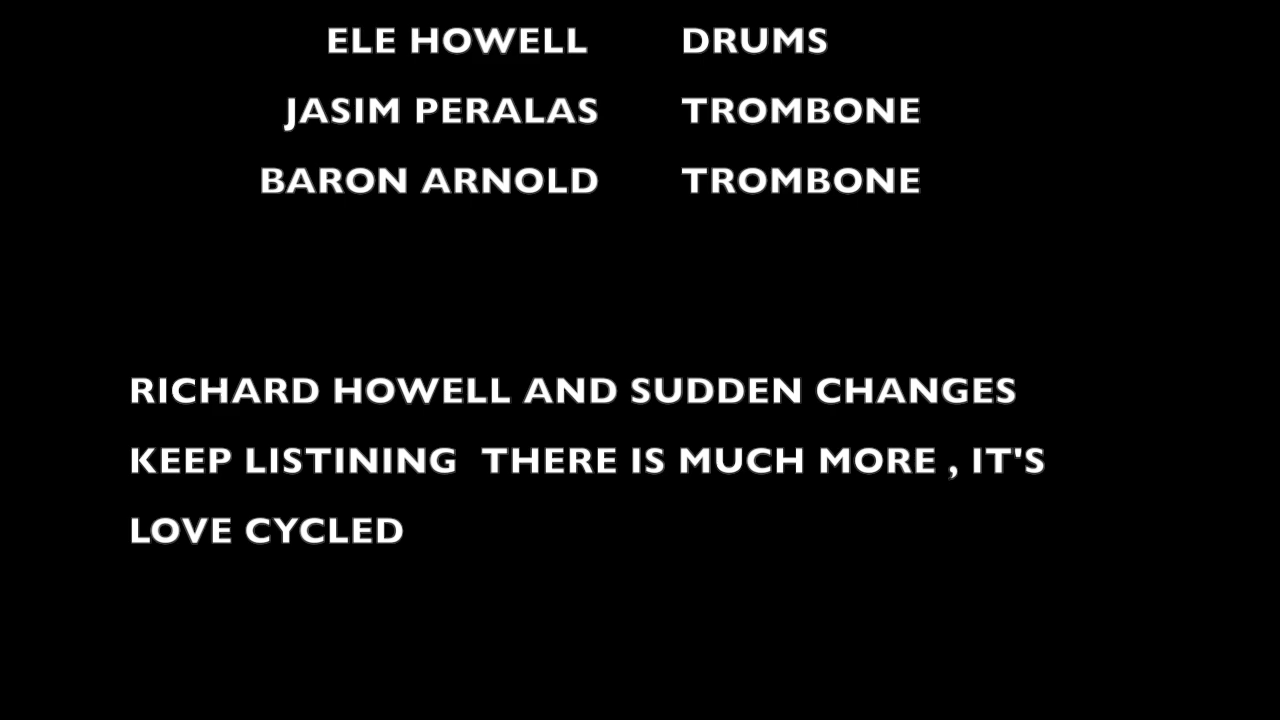 ELE HOWELL DRUMS
JASIM PERALAS TROMBONE
BARON ARNOLD TROMBONE
RICHARD HOWELL AND SUDDEN CHANGES
KEEP LISTINING  THERE IS MUCH MORE , IT'S
LOVE CYCLED